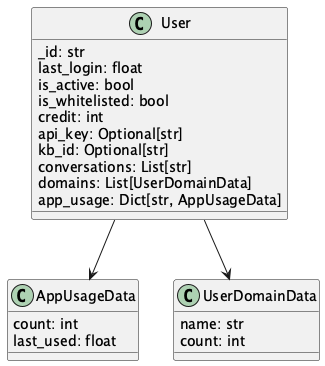 C User
_id: str
last_login: float
is_active: bool
is_whitelisted: bool
credit: int
api_key: Optional[str]
kb_id: Optional[str]
conversations: List[str]
domains: List[UserDomainData]
app_usage: Dict[str, AppUsageData]
C AppUsageData
count: int
last_used: float
C UserDomainData
name: str
count: int